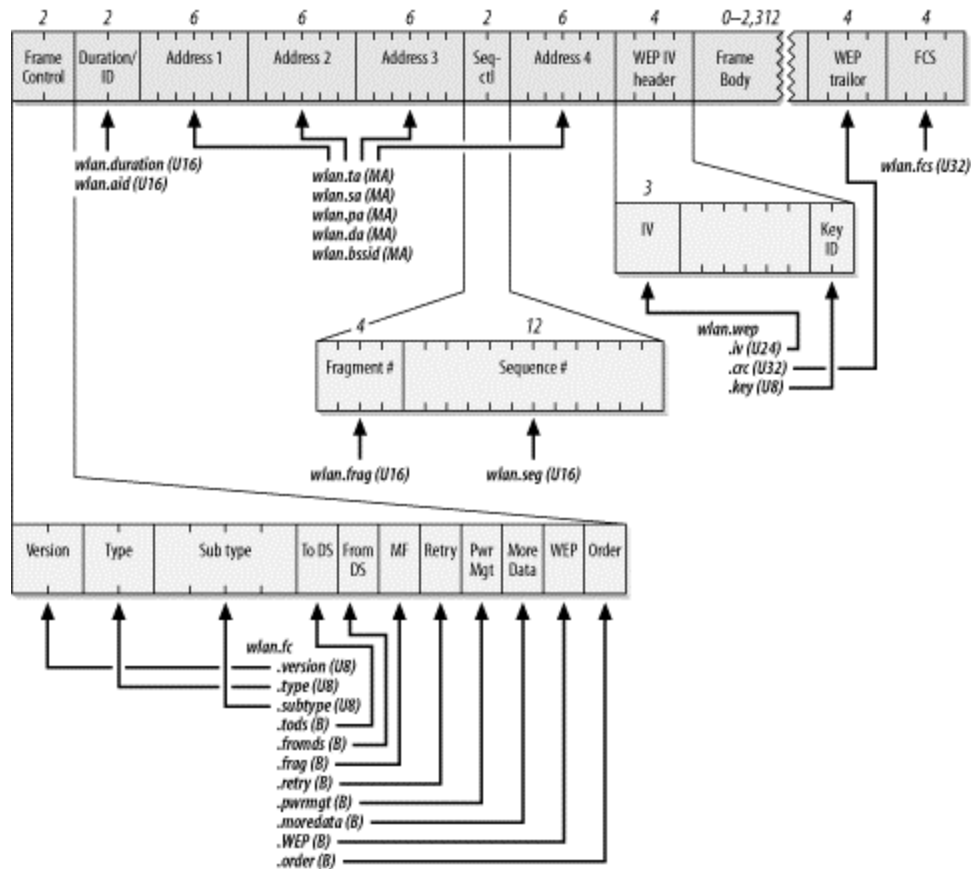 2 2 6 6 6 2 6 4 0–2,312 4 4
Frame Control
Duration/ ID
Address 1
Address 2
Address 3
Seq- ctl
Address 4
WEP IV header
Frame Body
WEP trailor
FCS
wlan.duration (U16)
wlan.aid (U16)
wlan.ta (MA)
wlan.sa (MA)
wlan.pa (MA)
wlan.da (MA)
wlan.bssid (MA)
wlan.fcs (U32)
3
IV
Key ID
wlan.wep
.iv (U24)
.crc (U32)
.key (U8)
4 12
Fragment #
Sequence #
wlan.frag (U16)
wlan.seg (U16)
Version
Type
Sub type
To DS
From DS
MF
Retry
Pwr Mgt
More Data
WEP
Order
wlan.fc
.version (U8)
.type (U8)
.subtype (U8)
.tods (B)
.fromds (B)
.frag (B)
.retry (B)
.pwrmgt (B)
.moredata (B)
.WEP (B)
.order (B)